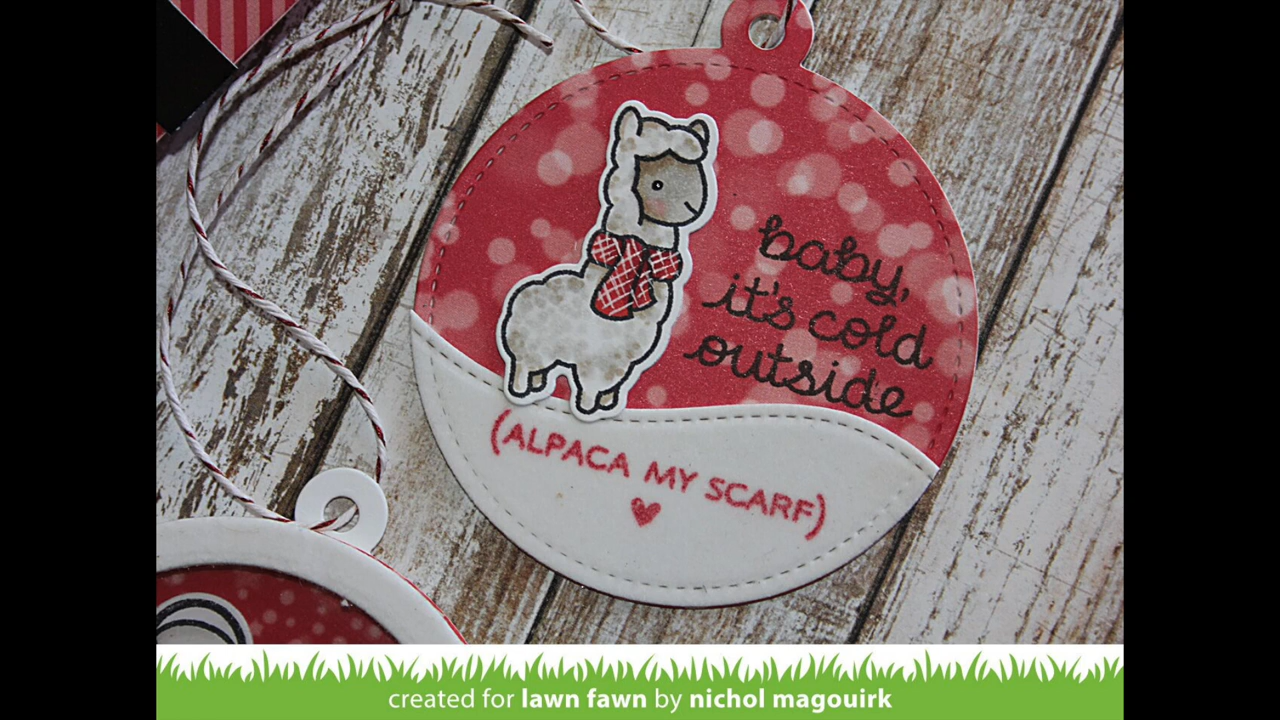 baby,
it's cold
outside
(ALPACA MY SCARF)
created for lawn fawn by nichol magouirk